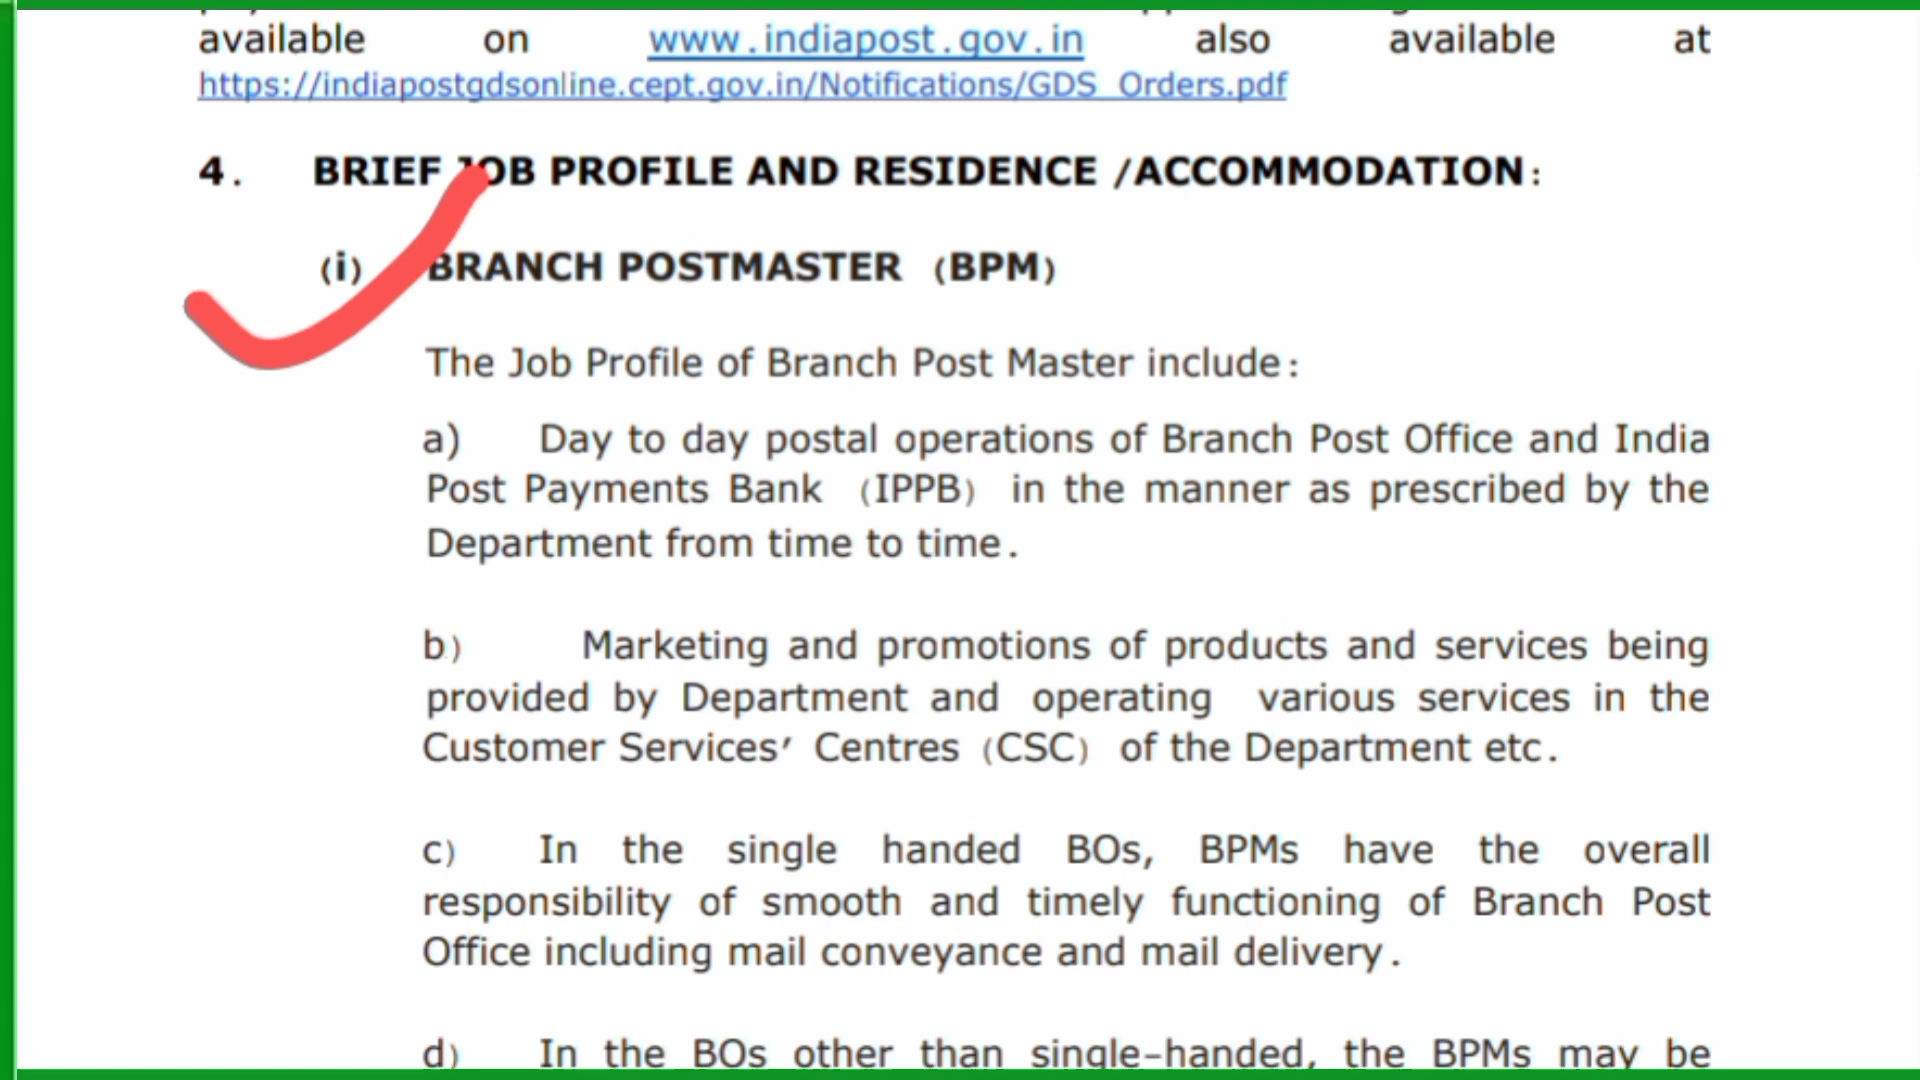 available on www.indiapost.gov.in also available at
https://indiapostgdsonline.cept.gov.in/Notifications/GDS_Orders.pdf
4. BRIEF JOB PROFILE AND RESIDENCE /ACCOMMODATION:
(i) BRANCH POSTMASTER (BPM)
The Job Profile of Branch Post Master include:
a) Day to day postal operations of Branch Post Office and India
Post Payments Bank (IPPB) in the manner as prescribed by the
Department from time to time.
b) Marketing and promotions of products and services being
provided by Department and operating various services in the
Customer Services’ Centres (CSC) of the Department etc.
c) In the single handed BOs, BPMs have the overall
responsibility of smooth and timely functioning of Branch Post
Office including mail conveyance and mail delivery.
d) In the BOs other than single-handed, the BPMs may be